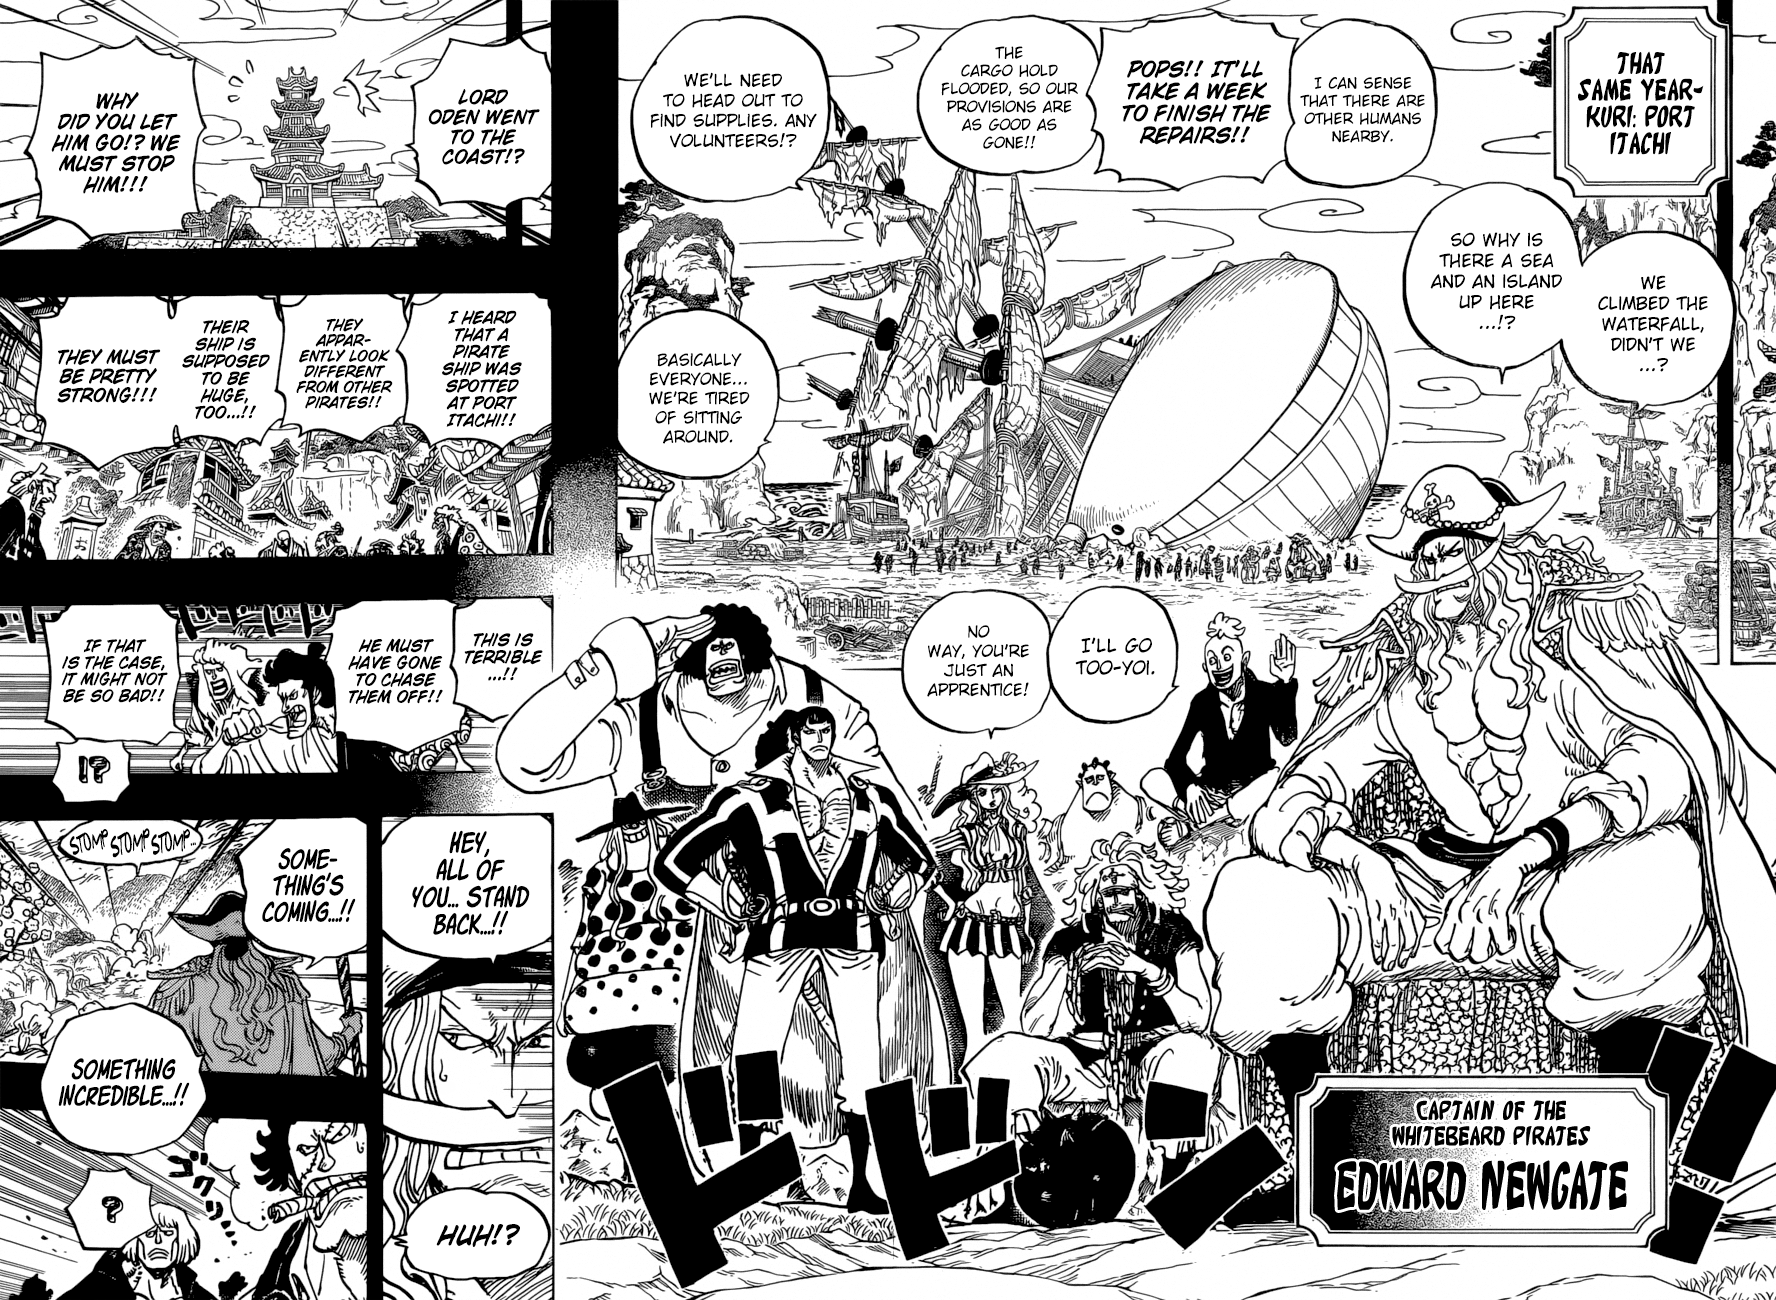 THAT
SAME YEAR-
KURI: PORT
ITACHI
I CAN SENSE
THAT THERE ARE
OTHER HUMANS
NEARBY.
POPS!! IT'LL
TAKE A WEEK
TO FINISH THE
REPAIRS!!
THE
CARGO HOLD
FLOODED, SO OUR
PROVISIONS ARE
AS GOOD AS
GONE!!
WE'LL NEED
TO HEAD OUT TO
FIND SUPPLIES. ANY
VOLUNTEERS!?
WE
CLIMBED THE
WATERFALL,
DIDN'T WE
...?
SO WHY IS
THERE A SEA
AND AN ISLAND
UP HERE
...!?
BASICALLY
EVERYONE...
WE'RE TIRED
OF SITTING
AROUND.
I'LL GO
TOO-YOI.
NO
WAY, YOU'RE
JUST AN
APPRENTICE!
ドドン!!
CAPTAIN OF THE
WHITEBEARD PIRATES
EDWARD NEWGATE
LORD
ODEN WENT
TO THE
COAST!?
WHY
DID YOU LET
HIM GO!? WE
MUST STOP
HIM!!!
I HEARD
THAT A
PIRATE
SHIP WAS
SPOTTED
AT PORT
ITACHI!!
THEY
APPAR-
ENTLY LOOK
DIFFERENT
FROM OTHER
PIRATES!!
THEIR
SHIP IS
SUPPOSED
TO BE
HUGE,
TOO...!!
THEY MUST
BE PRETTY
STRONG!!!
THIS IS
TERRIBLE
...!!
HE MUST
HAVE GONE
TO CHASE
THEM OFF!!
IF THAT
IS THE CASE,
IT MIGHT NOT
BE SO BAD!!
!?
HEY,
ALL OF
YOU... STAND
BACK...!!
HUH!?
SOME-
THING'S
COMING...!!
STOMP STOMP STOMP...
SOMETHING
INCREDIBLE...!!
ゴクリ
?